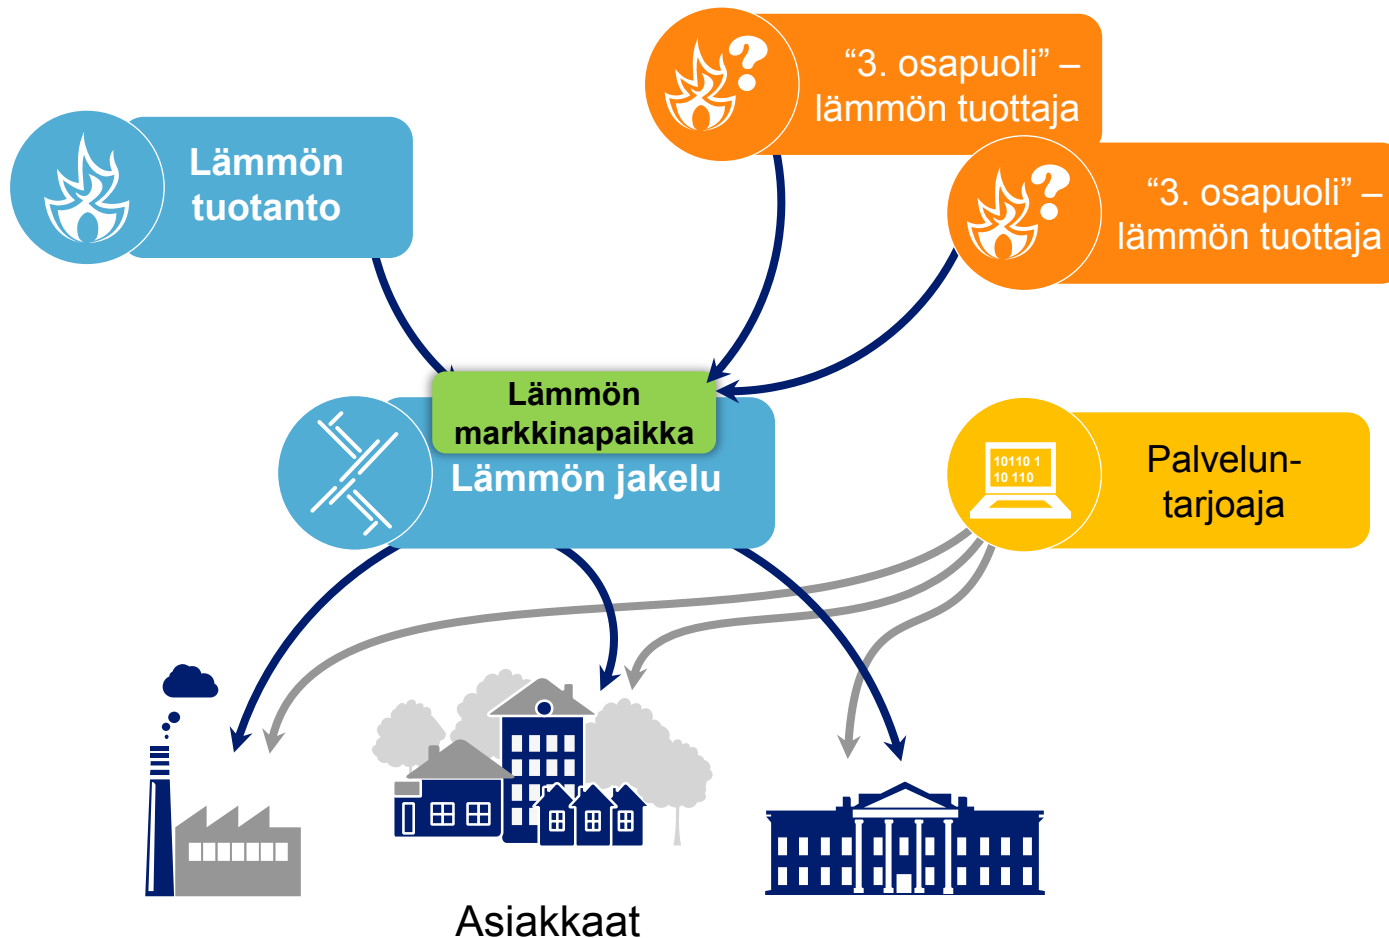 “3. osapuoli” –
lämmön tuottaja
Lämmön
tuotanto
“3. osapuoli” –
lämmön tuottaja
Lämmön
markkinapaikka
Lämmön jakelu
10110 1
10 110
Palvelun-
tarjoaja
Asiakkaat